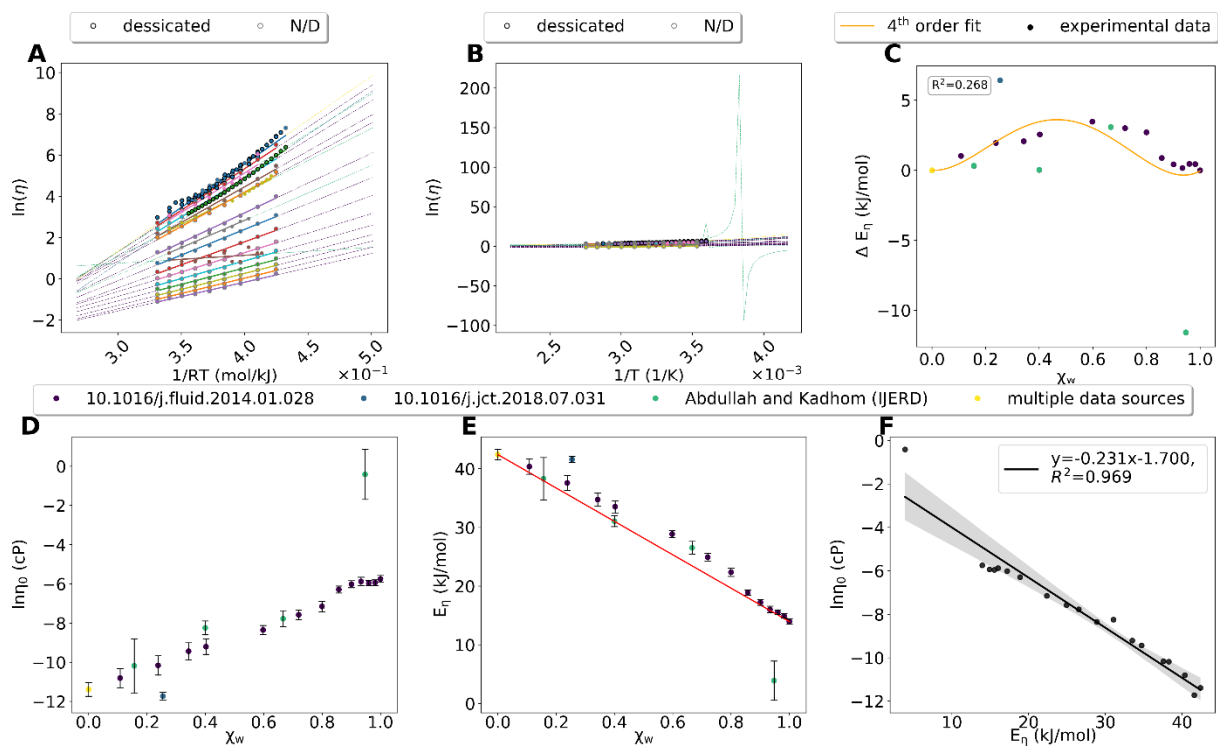 dessicated N/D
dessicated N/D
4th order fit experimental data
A
B
C
ln(η)
10
8
6
4
2
0
−2
3.0
3.5
4.0
4.5
5.0
1/RT (mol/kJ)
×10−1
ln(η)
200
150
100
50
0
−50
−100
2.5
3.0
3.5
4.0
1/T (1/K)
×10−3
R2=0.268
Δ Eη (kJ/mol)
5
0
−5
−10
0.0
0.2
0.4
0.6
0.8
1.0
χw
10.1016/j.fluid.2014.01.028 10.1016/j.jct.2018.07.031 Abdullah and Kadhom (IJERD) multiple data sources
D
E
F
lnη0 (cP)
0
−2
−4
−6
−8
−10
−12
0.0
0.2
0.4
0.6
0.8
1.0
χw
Eη (kJ/mol)
40
30
20
10
0
0.0
0.2
0.4
0.6
0.8
1.0
χw
y=-0.231x-1.700,
R2=0.969
lnη0 (cP)
0
−2
−4
−6
−8
−10
−12
10
20
30
40
Eη (kJ/mol)